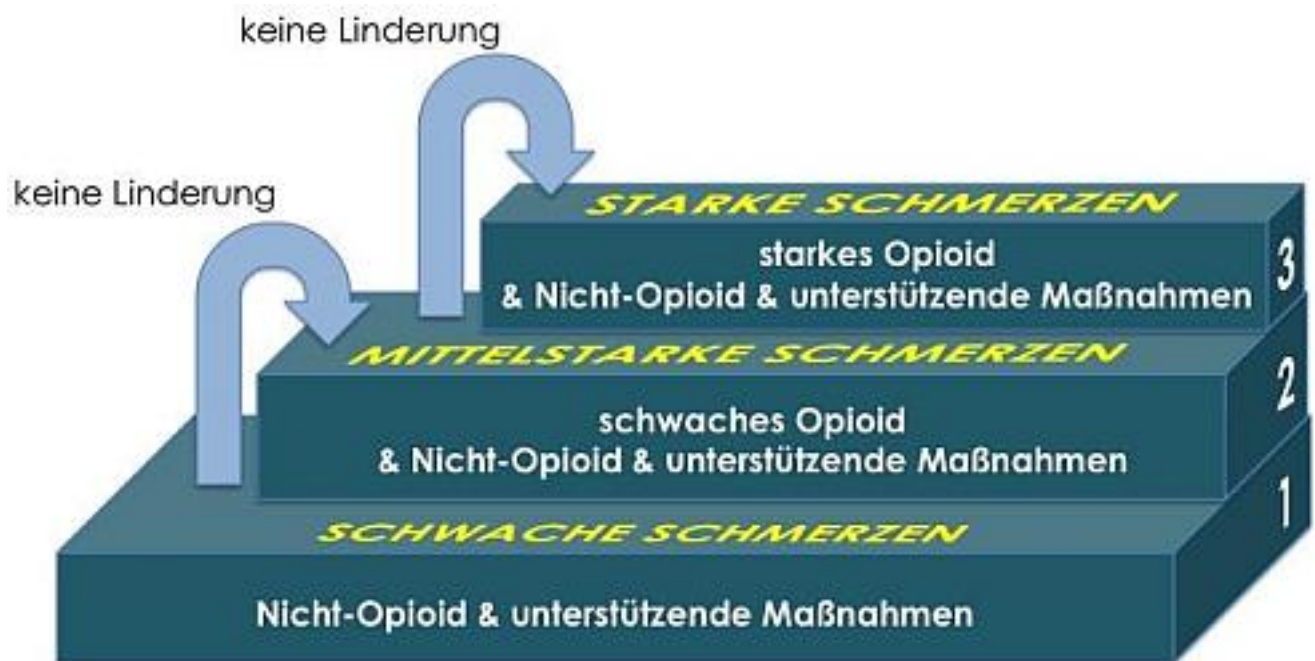 keine Linderung
keine Linderung
STARKE SCHMERZEN
starkes Opioid
& Nicht-Opioid & unterstützende Maßnahmen
3
MITTELSTARKE SCHMERZEN
schwaches Opioid
& Nicht-Opioid & unterstützende Maßnahmen
2
SCHWACHE SCHMERZEN
Nicht-Opioid & unterstützende Maßnahmen
1